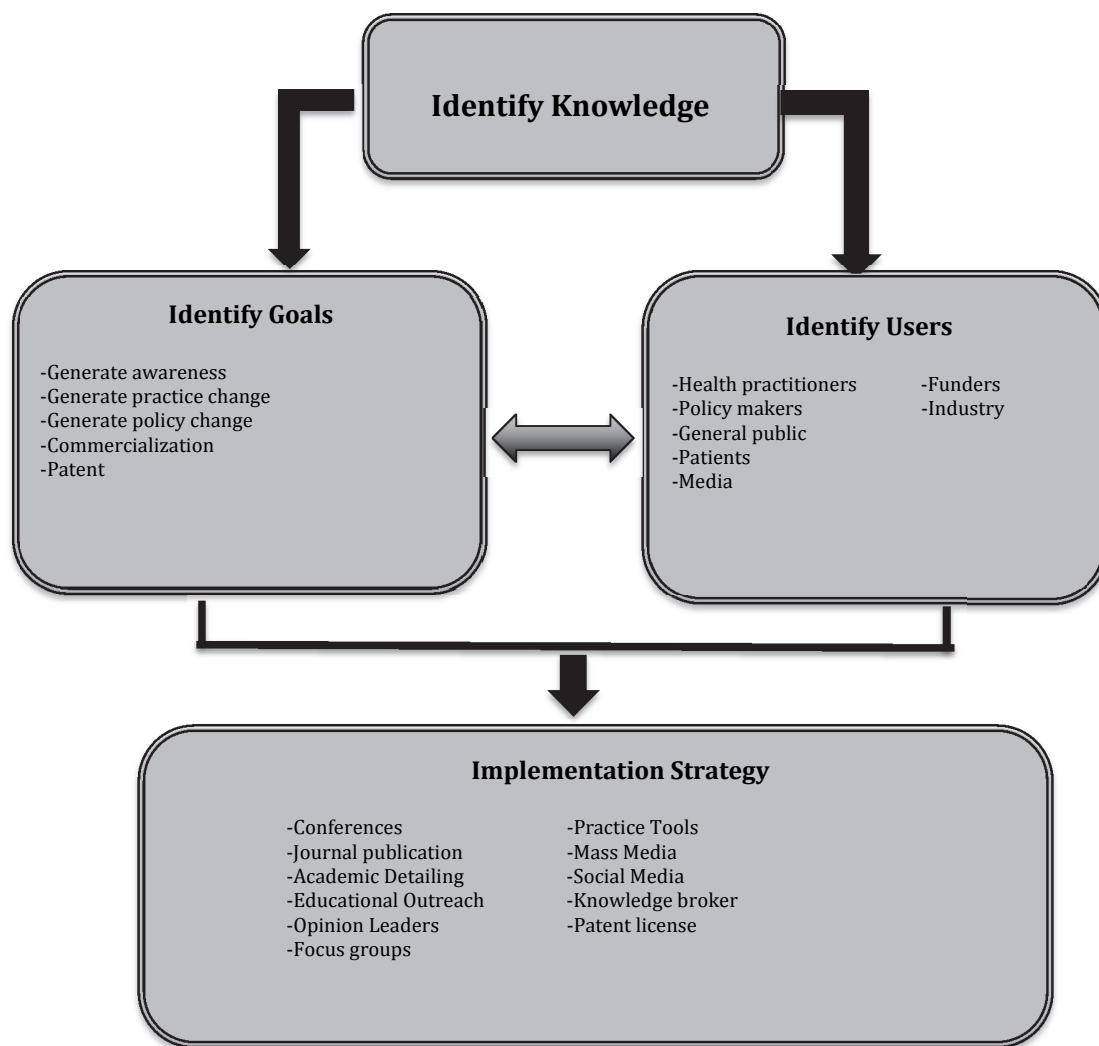 Identify Knowledge
Identify Goals
-Generate awareness
-Generate practice change
-Generate policy change
-Commercialization
-Patent
Identify Users
-Health practitioners
-Policy makers
-General public
-Patients
-Media
-Funders
-Industry
Implementation Strategy
-Conferences
-Journal publication
-Academic Detailing
-Educational Outreach
-Opinion Leaders
-Focus groups
-Practice Tools
-Mass Media
-Social Media
-Knowledge broker
-Patent license